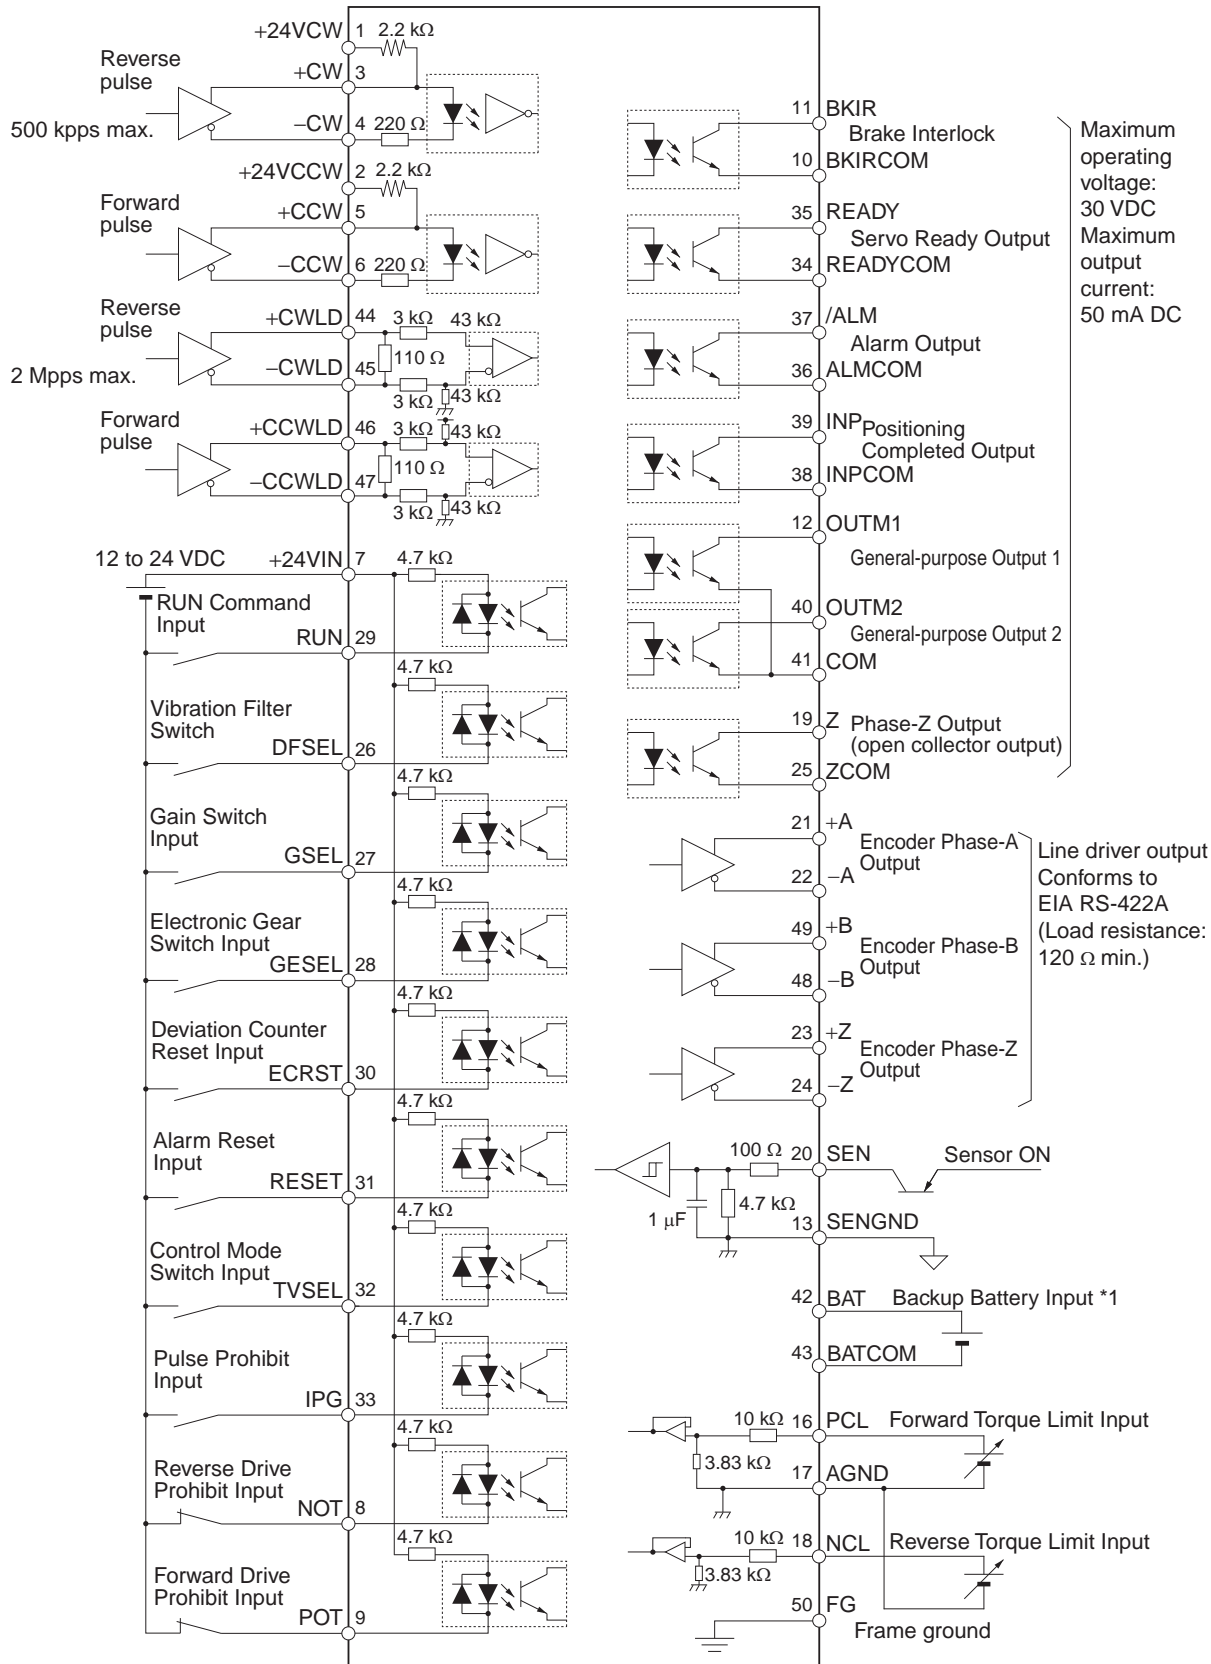 +24VCW 1 2.2 kΩ
Reverse
pulse
+CW 3
500 kpps max.
−CW 4 220 Ω
+24VCCW 2 2.2 kΩ
Forward
pulse
+CCW 5
−CCW 6 220 Ω
Reverse
pulse
+CWLD 44 3 kΩ 43 kΩ
110 Ω
2 Mpps max.
−CWLD 45
3 kΩ 43 kΩ
Forward
pulse
+CCWLD 46 3 kΩ 43 kΩ
110 Ω
−CCWLD 47
3 kΩ 43 kΩ
12 to 24 VDC +24VIN 7 4.7 kΩ
RUN Command
Input
RUN 29
4.7 kΩ
Vibration Filter
Switch
DFSEL 26
4.7 kΩ
Gain Switch
Input
GSEL 27
4.7 kΩ
Electronic Gear
Switch Input
GESEL 28
4.7 kΩ
Deviation Counter
Reset Input
ECRST 30
4.7 kΩ
Alarm Reset
Input
RESET 31
4.7 kΩ
Control Mode
Switch Input
TVSEL 32
4.7 kΩ
Pulse Prohibit
Input
IPG 33
4.7 kΩ
Reverse Drive
Prohibit Input
NOT 8
4.7 kΩ
Forward Drive
Prohibit Input
POT 9
11 BKIR
Brake Interlock
10 BKIRCOM
35 READY
Servo Ready Output
34 READYCOM
37 /ALM
Alarm Output
36 ALMCOM
39 INP
Positioning
Completed Output
38 INPCOM
12 OUTM1
General-purpose Output 1
40 OUTM2
General-purpose Output 2
41 COM
19 Z Phase-Z Output
(open collector output)
25 ZCOM
Maximum
operating
voltage:
30 VDC
Maximum
output
current:
50 mA DC
21 +A
Encoder Phase-A
Output
22 −A
49 +B
Encoder Phase-B
Output
48 −B
23 +Z
Encoder Phase-Z
Output
24 −Z
Line driver output
Conforms to
EIA RS-422A
(Load resistance:
120 Ω min.)
100 Ω 20 SEN Sensor ON
4.7 kΩ
1 µF
13 SENGND
42 BAT Backup Battery Input *1
43 BATCOM
10 kΩ 16 PCL Forward Torque Limit Input
3.83 kΩ
17 AGND
10 kΩ 18 NCL Reverse Torque Limit Input
3.83 kΩ
50 FG
Frame ground